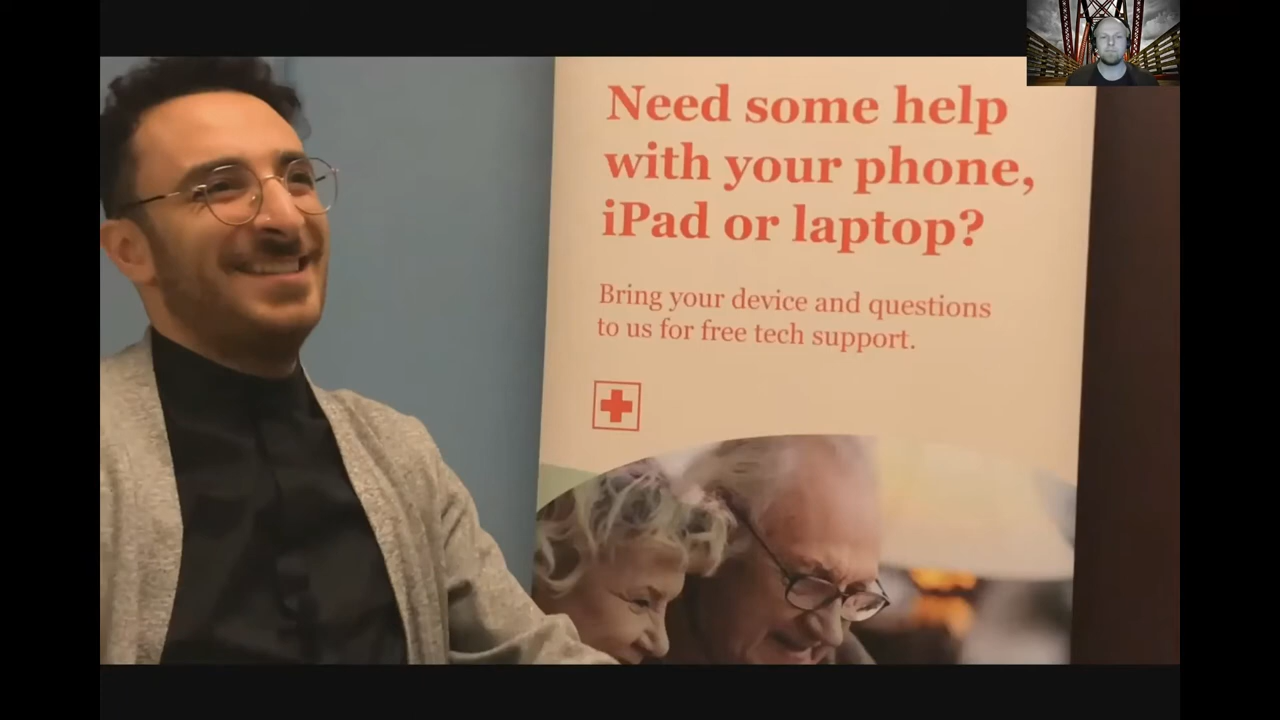 Need some help
with your phone,
iPad or laptop?
Bring your device and questions
to us for free tech support.